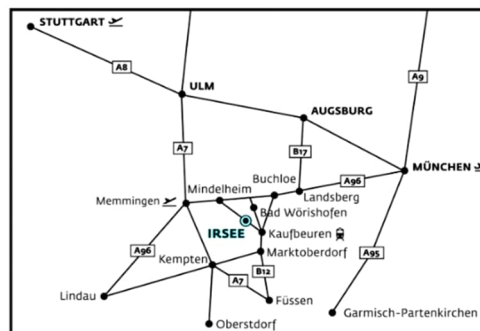 STUTTGART
A8
A9
ULM
AUGSBURG
A7
B17
MÜNCHEN
Buchloe
A96
Mindelheim
Landsberg
Memmingen
Bad Wörishofen
IRSEE
Kaufbeuren
Marktoberdorf
A96
Kempten
A95
B12
A7
Lindau
Füssen
Garmisch-Partenkirchen
Oberstdorf